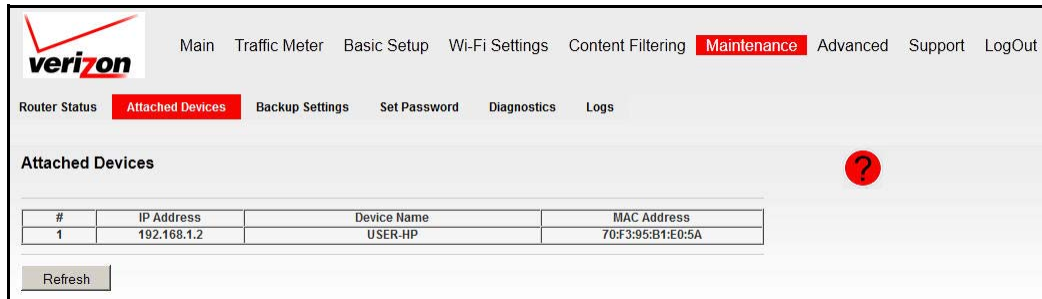 verizon
Main Traffic Meter Basic Setup Wi-Fi Settings Content Filtering Maintenance Advanced Support LogOut
Router Status Attached Devices Backup Settings Set Password Diagnostics Logs
Attached Devices
?
# IP Address Device Name MAC Address
1 192.168.1.2 USER-HP 70:F3:95:B1:E0:5A
Refresh